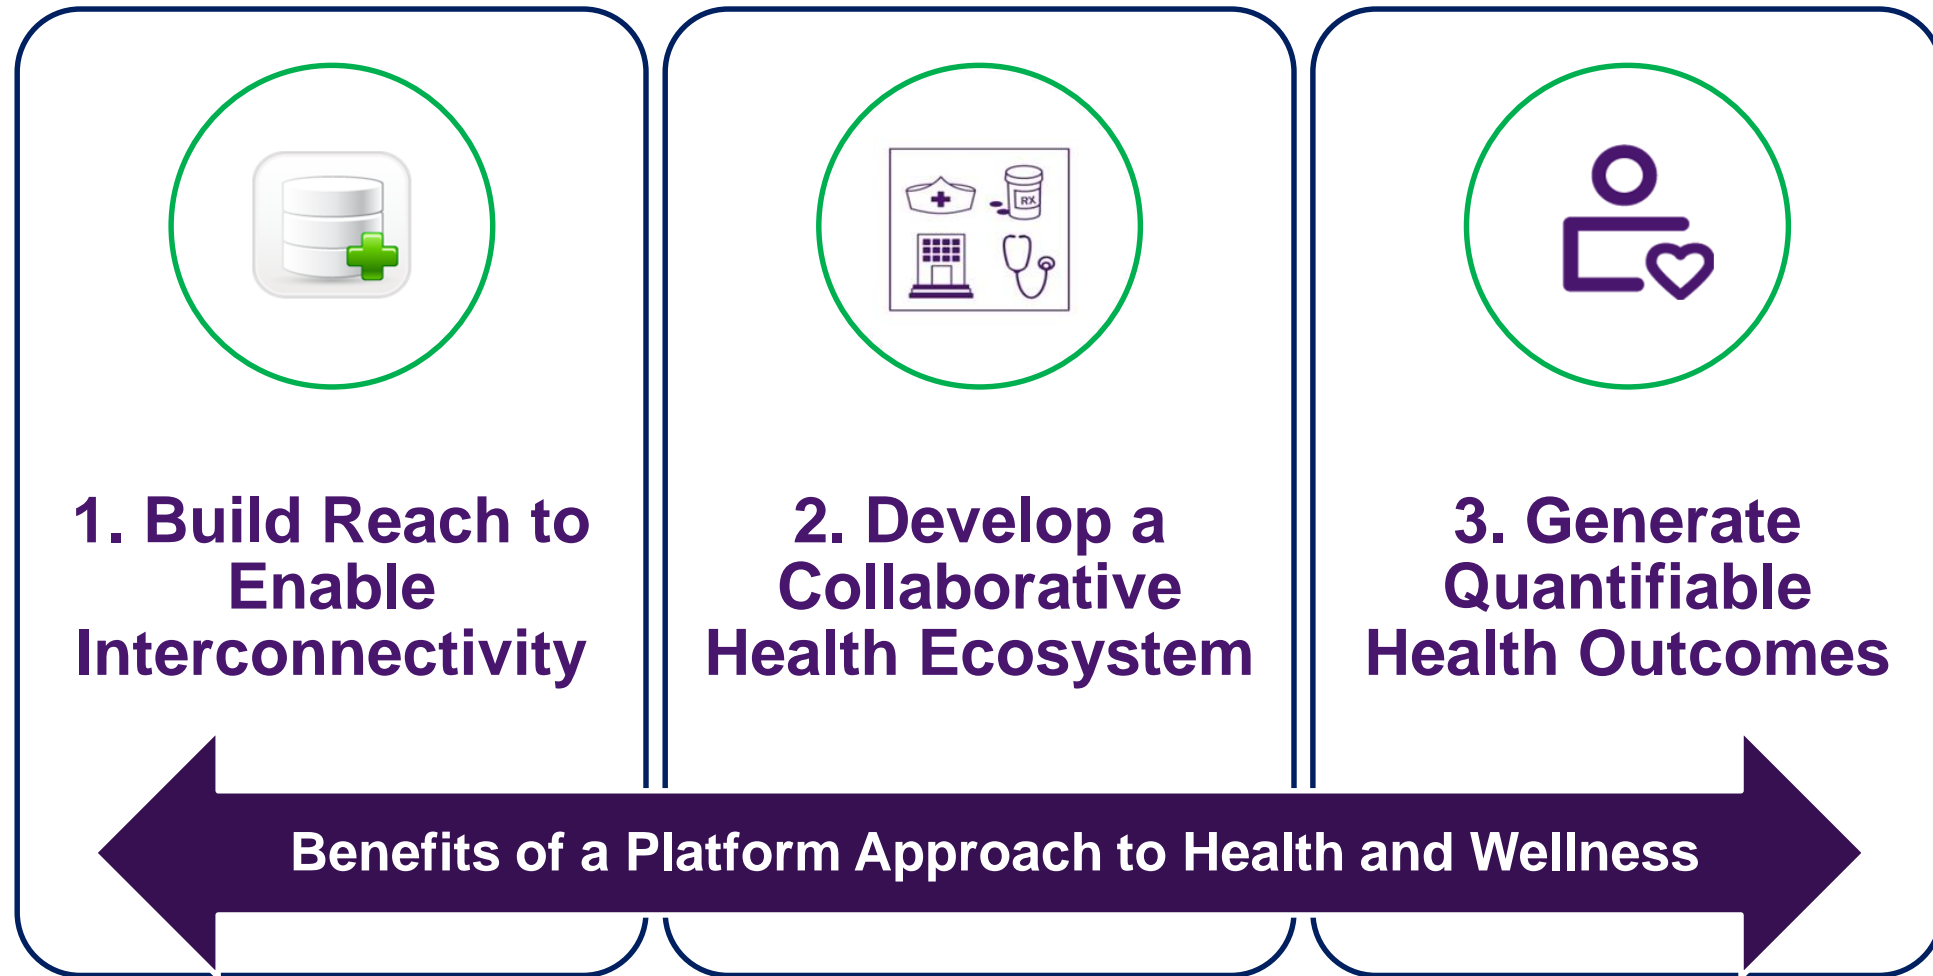 RX
1. Build Reach to
Enable
Interconnectivity
2. Develop a
Collaborative
Health Ecosystem
3. Generate
Quantifiable
Health Outcomes
Benefits of a Platform Approach to Health and Wellness